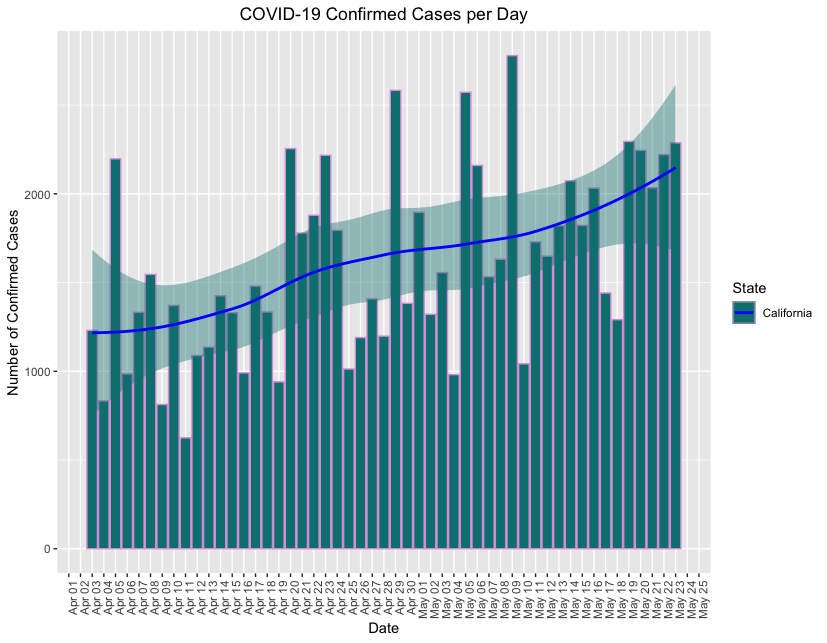 COVID-19 Confirmed Cases per Day
Number of Confirmed Cases
2000
1000
0
Apr 01
Apr 02
Apr 03
Apr 04
Apr 05
Apr 06
Apr 07
Apr 08
Apr 09
Apr 10
Apr 11
Apr 12
Apr 13
Apr 14
Apr 15
Apr 16
Apr 17
Apr 18
Apr 19
Apr 20
Apr 21
Apr 22
Apr 23
Apr 24
Apr 25
Apr 26
Apr 27
Apr 28
Apr 29
Apr 30
May 01
May 02
May 03
May 04
May 05
May 06
May 07
May 08
May 09
May 10
May 11
May 12
May 13
May 14
May 15
May 16
May 17
May 18
May 19
May 20
May 21
May 22
May 23
May 24
May 25
Date
State
California